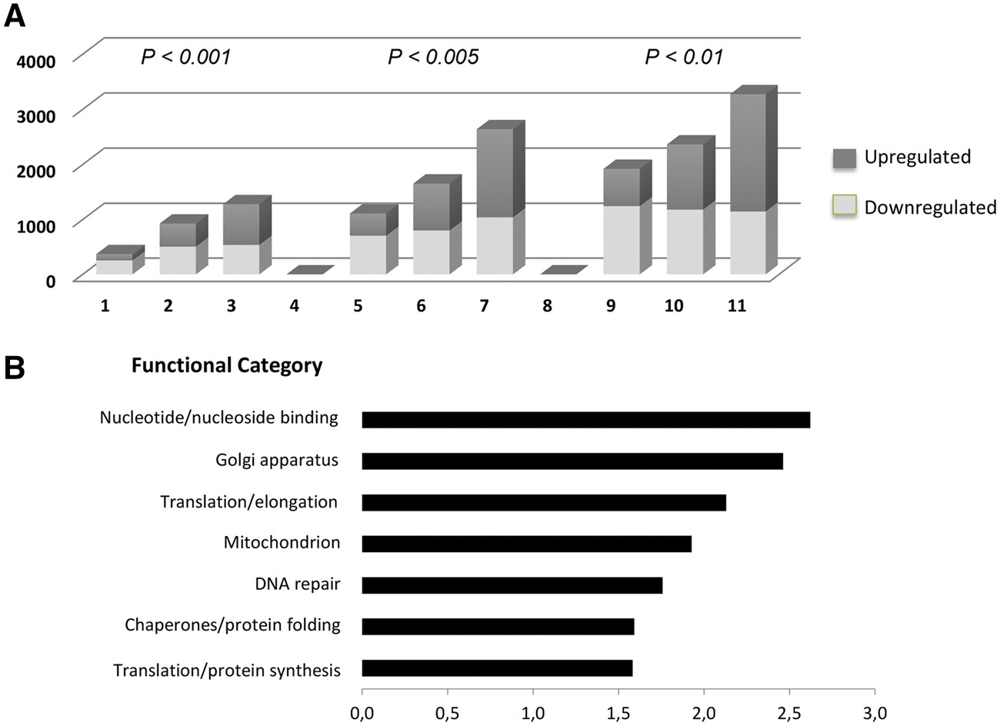 A
P < 0.001 P < 0.005 P < 0.01
4000
3000
2000
1000
0
1 2 3 4 5 6 7 8 9 10 11
Upregulated
Downregulated
B
Functional Category
Nucleotide/nucleoside binding
Golgi apparatus
Translation/elongation
Mitochondrion
DNA repair
Chaperones/protein folding
Translation/protein synthesis
0,0 0,5 1,0 1,5 2,0 2,5 3,0